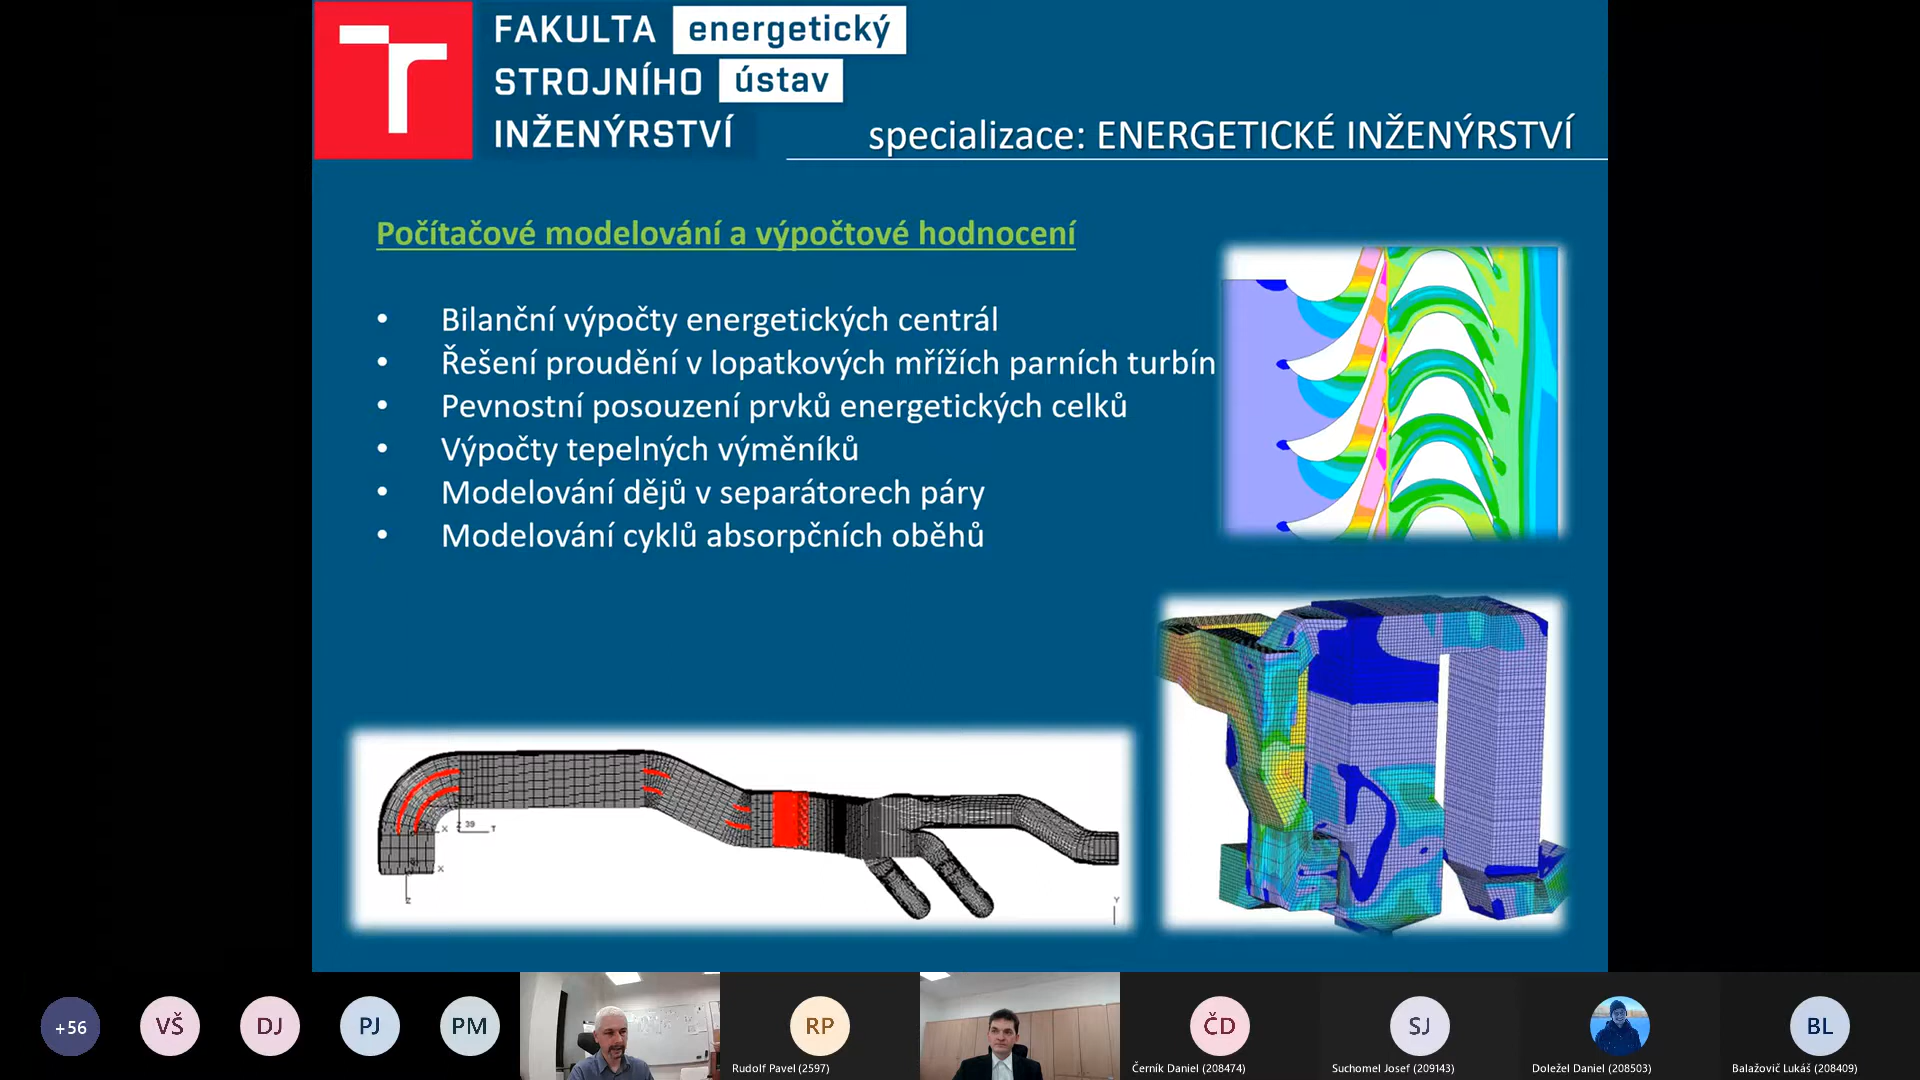 FAKULTA energetický
STROJNÍHO ústav
INŽENÝRSTVÍ
specializace: ENERGETICKÉ INŽENÝRSTVÍ
Počítačové modelování a výpočtové hodnocení
• Bilanční výpočty energetických centrál
• Řešení proudění v lopatkových mřížích parních turbín
• Pevnostní posouzení prvků energetických celků
• Výpočty tepelných výměníků
• Modelování dějů v separátorech páry
• Modelování cyklů absorpčních oběhů
X Z 39 T
X
Z
Y
+56 VŠ DJ PJ PM RP ČD SJ BL
Rudolf Pavel (2597) Černík Daniel (208474) Suchomel Josef (209143) Doležel Daniel (208503) Balažovič Lukáš (208409)